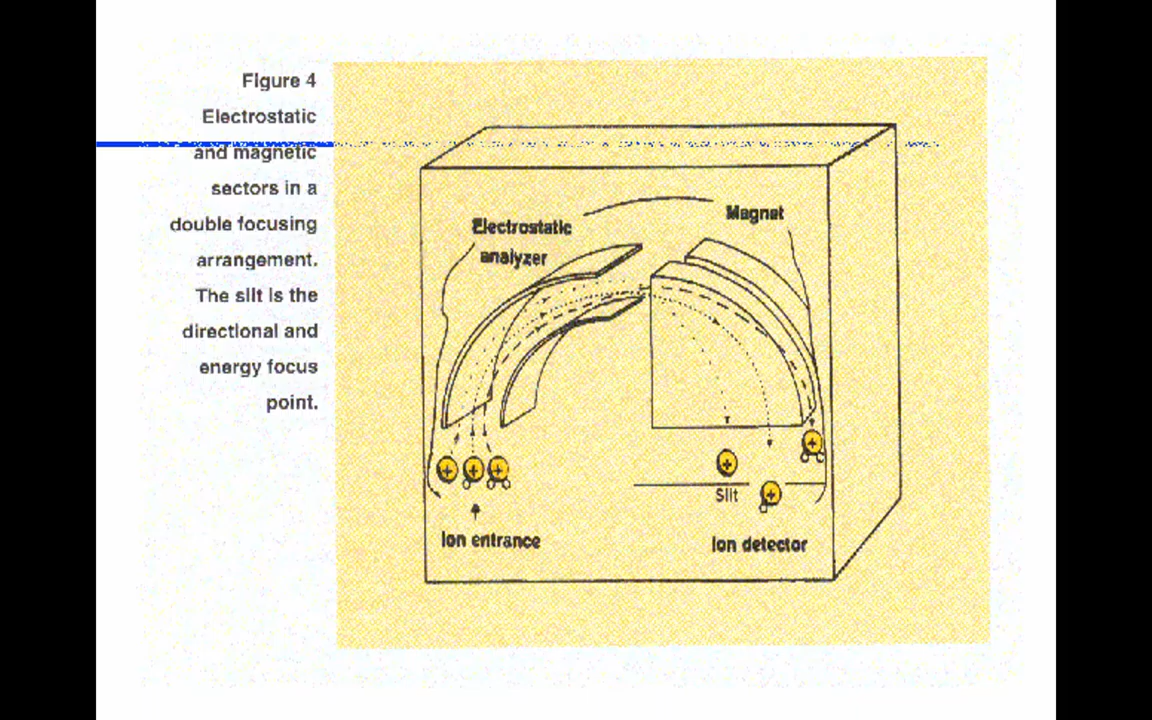 Figure 4
Electrostatic
and magnetic
sectors in a
double focusing
arrangement.
The slit is the
directional and
energy focus
point.
Electrostatic
analyzer
Magnet
Slit
Ion entrance
Ion detector